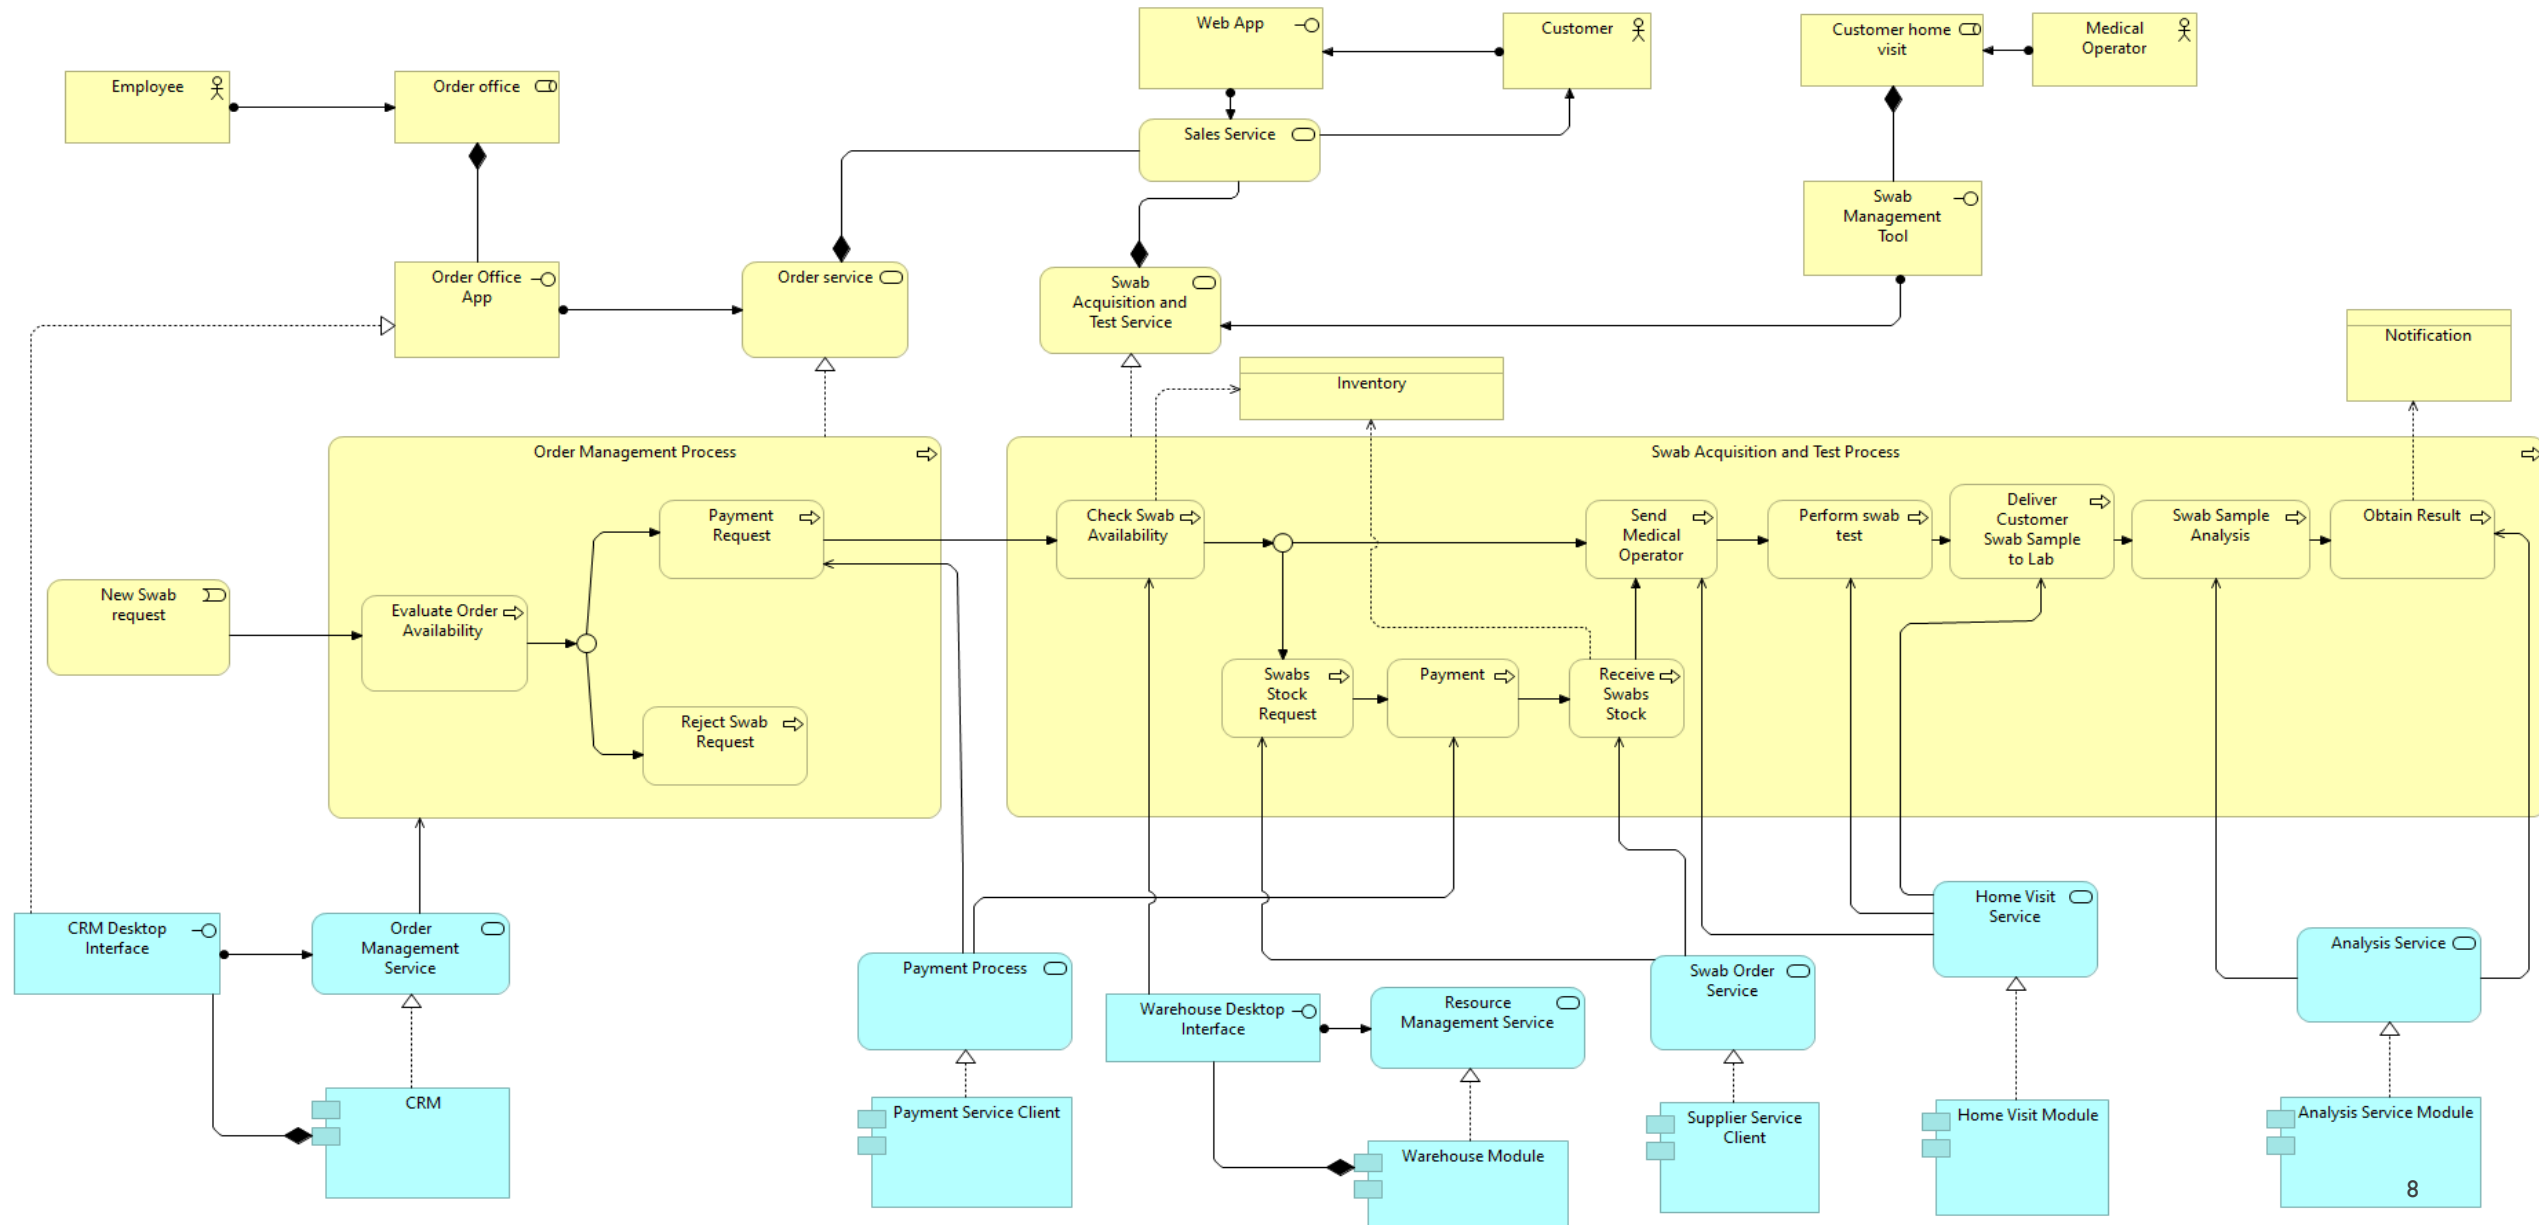 Web App
Customer
Customer home
visit
Medical
Operator
Employee
Order office
Sales Service
Swab
Management
Tool
Order Office
App
Order service
Swab
Acquisition and
Test Service
Notification
Inventory
Order Management Process
Swab Acquisition and Test Process
Payment
Request
Check Swab
Availability
Send
Medical
Operator
Perform swab
test
Deliver
Customer
Swab Sample
to Lab
Swab Sample
Analysis
Obtain Result
New Swab
request
Evaluate Order
Availability
Reject Swab
Request
Swabs
Stock
Request
Payment
Receive
Swabs
Stock
CRM Desktop
Interface
Order
Management
Service
Payment Process
Warehouse Desktop
Interface
Resource
Management Service
Swab Order
Service
Home Visit
Service
Analysis Service
CRM
Payment Service Client
Warehouse Module
Supplier Service
Client
Home Visit Module
Analysis Service Module
8